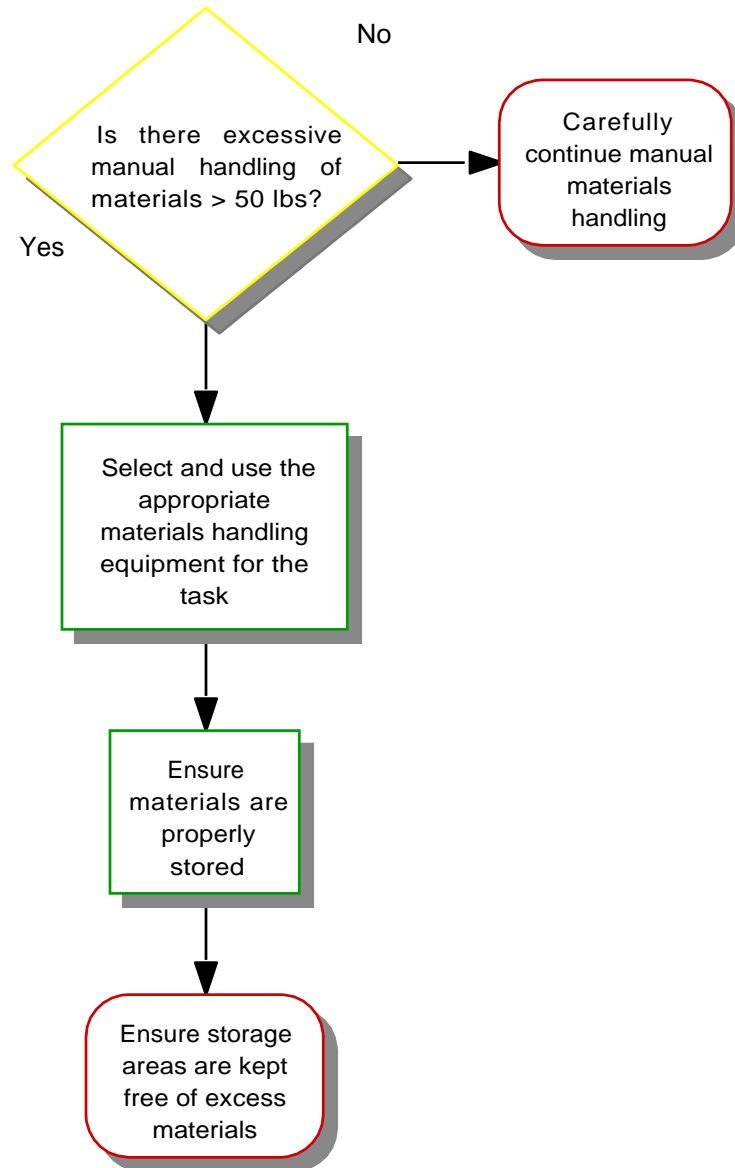 No
Is there excessive
manual handling of
materials > 50 lbs?
Yes
Carefully
continue manual
materials
handling
Select and use the
appropriate
materials handling
equipment for the
task
Ensure
materials are
properly
stored
Ensure storage
areas are kept
free of excess
materials